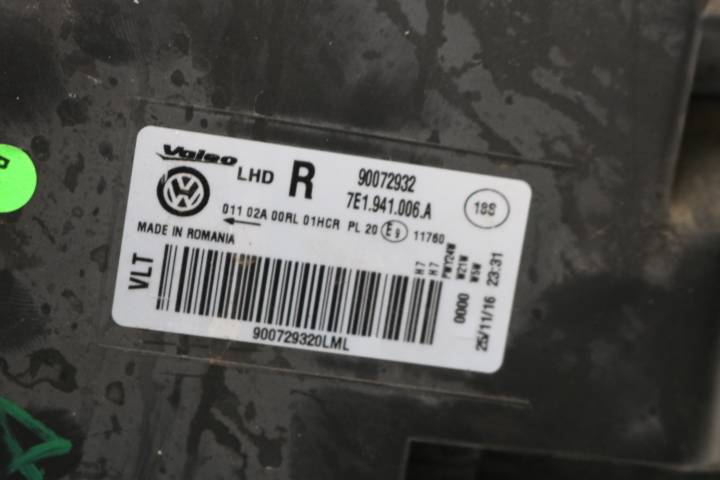 Valeo
LHD R 90072932
7E1.941.006.A
188
011 02A 00RL 01HCR PL 20 E9 11760
MADE IN ROMANIA
VLT
900729320LML
H7
H7
PWY24W
W21W
W5W
0000
25/11/16 23:31